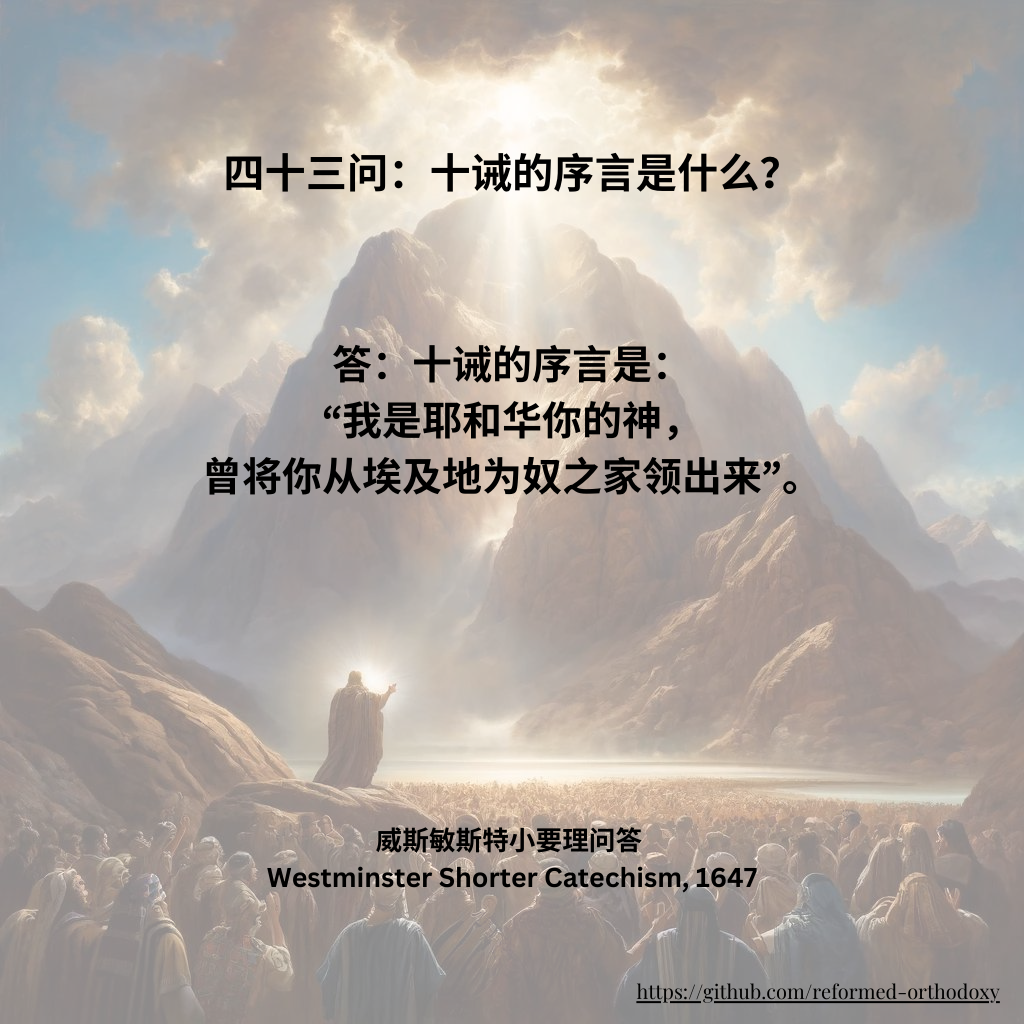 四十三问：十诫的序言是什么？
答：十诫的序言是：
“我是耶和华你的神，
曾将你从埃及地为奴之家领出来”。
威斯敏斯特小要理问答
Westminster Shorter Catechism, 1647
https://github.com/reformed-orthodoxy